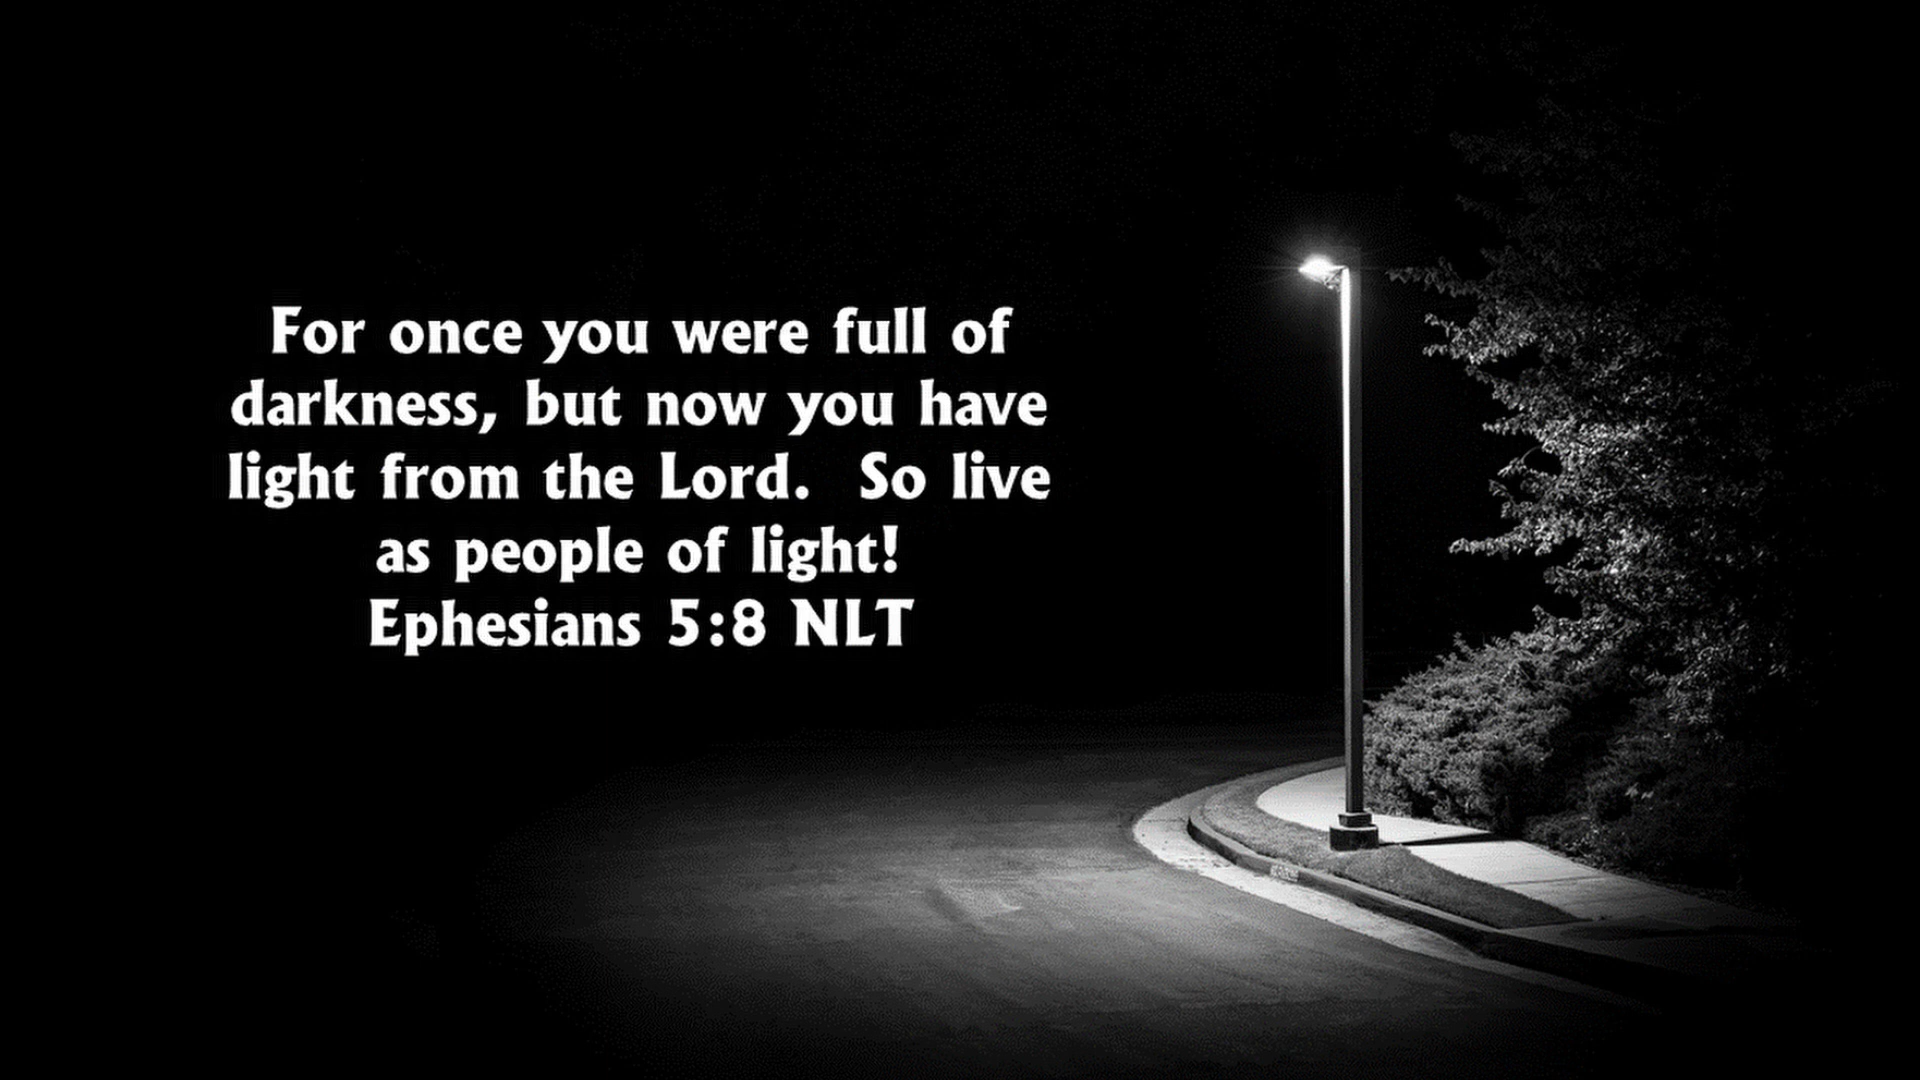 For once you were full of
darkness, but now you have
light from the Lord.  So live
as people of light!
Ephesians 5:8 NLT